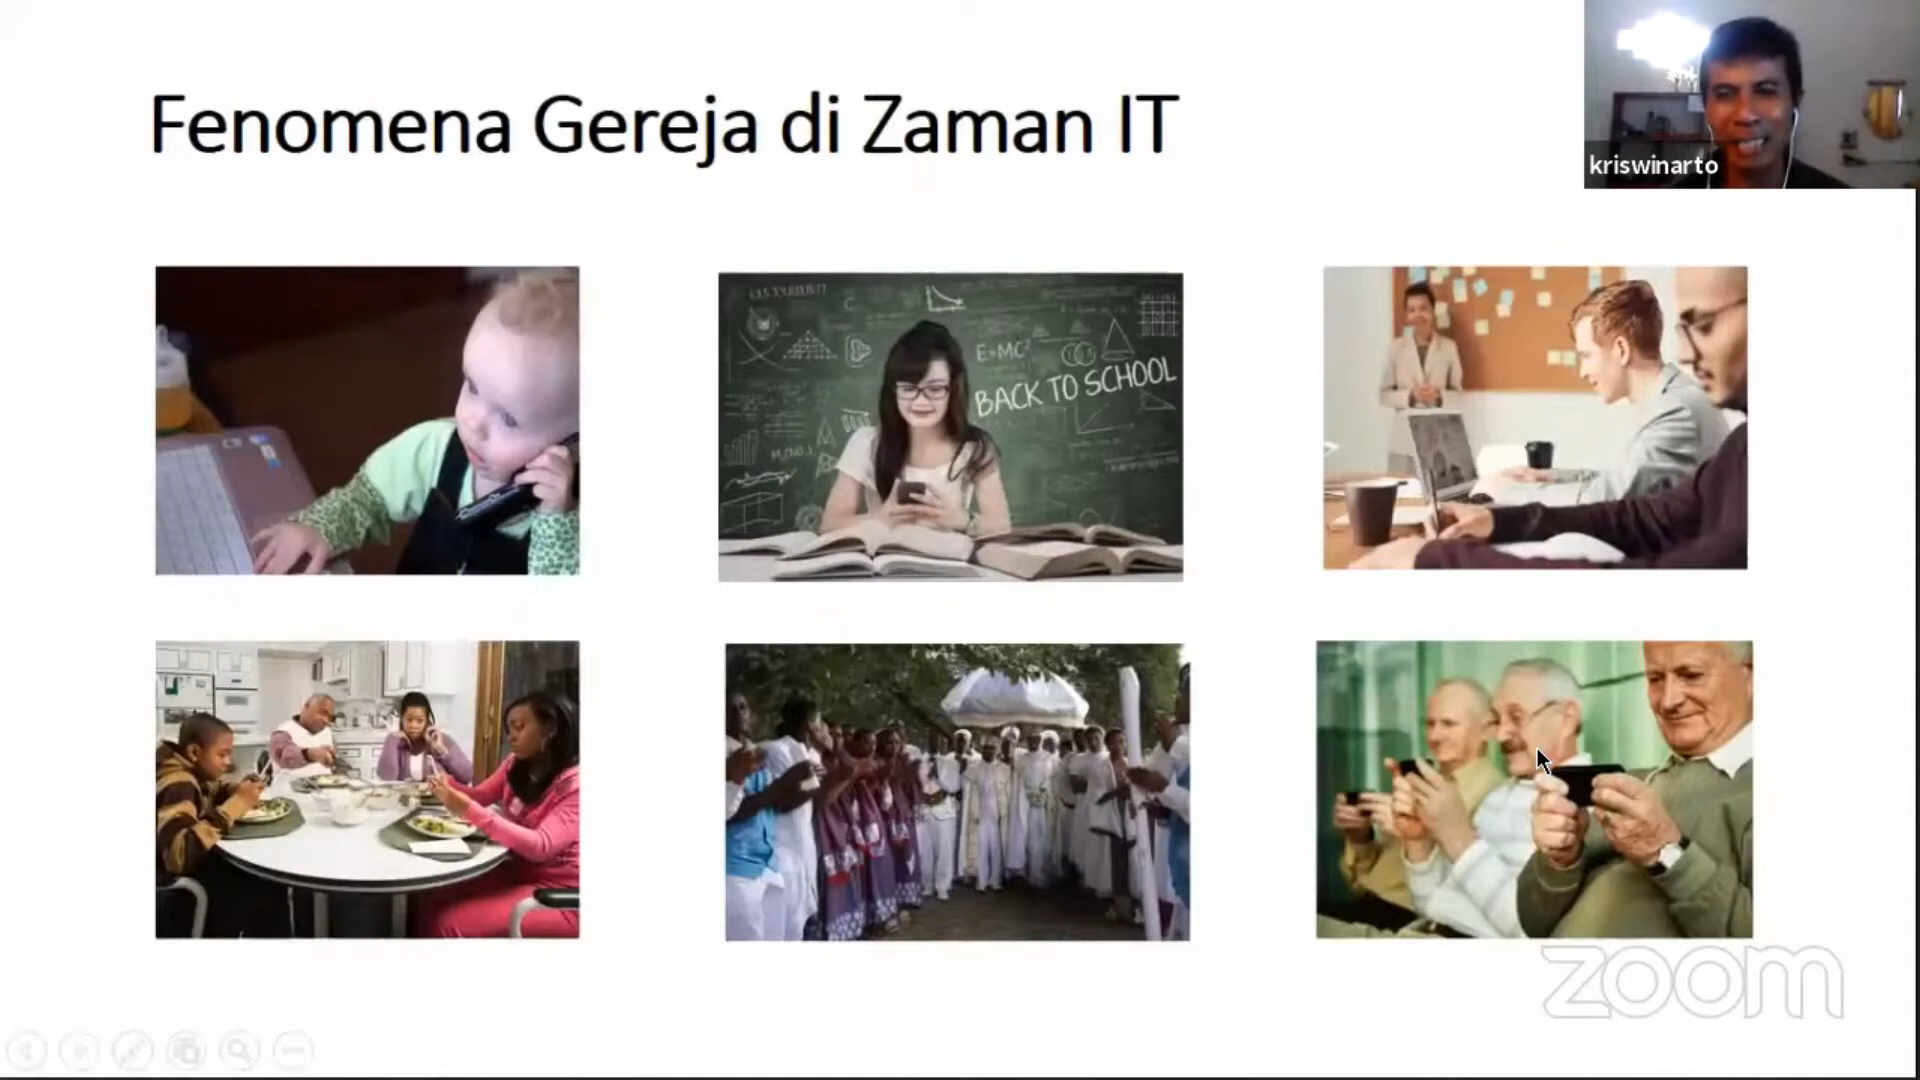 Fenomena Gereja di Zaman IT
kriswinarto
E=MC²
BACK TO SCHOOL
zoom